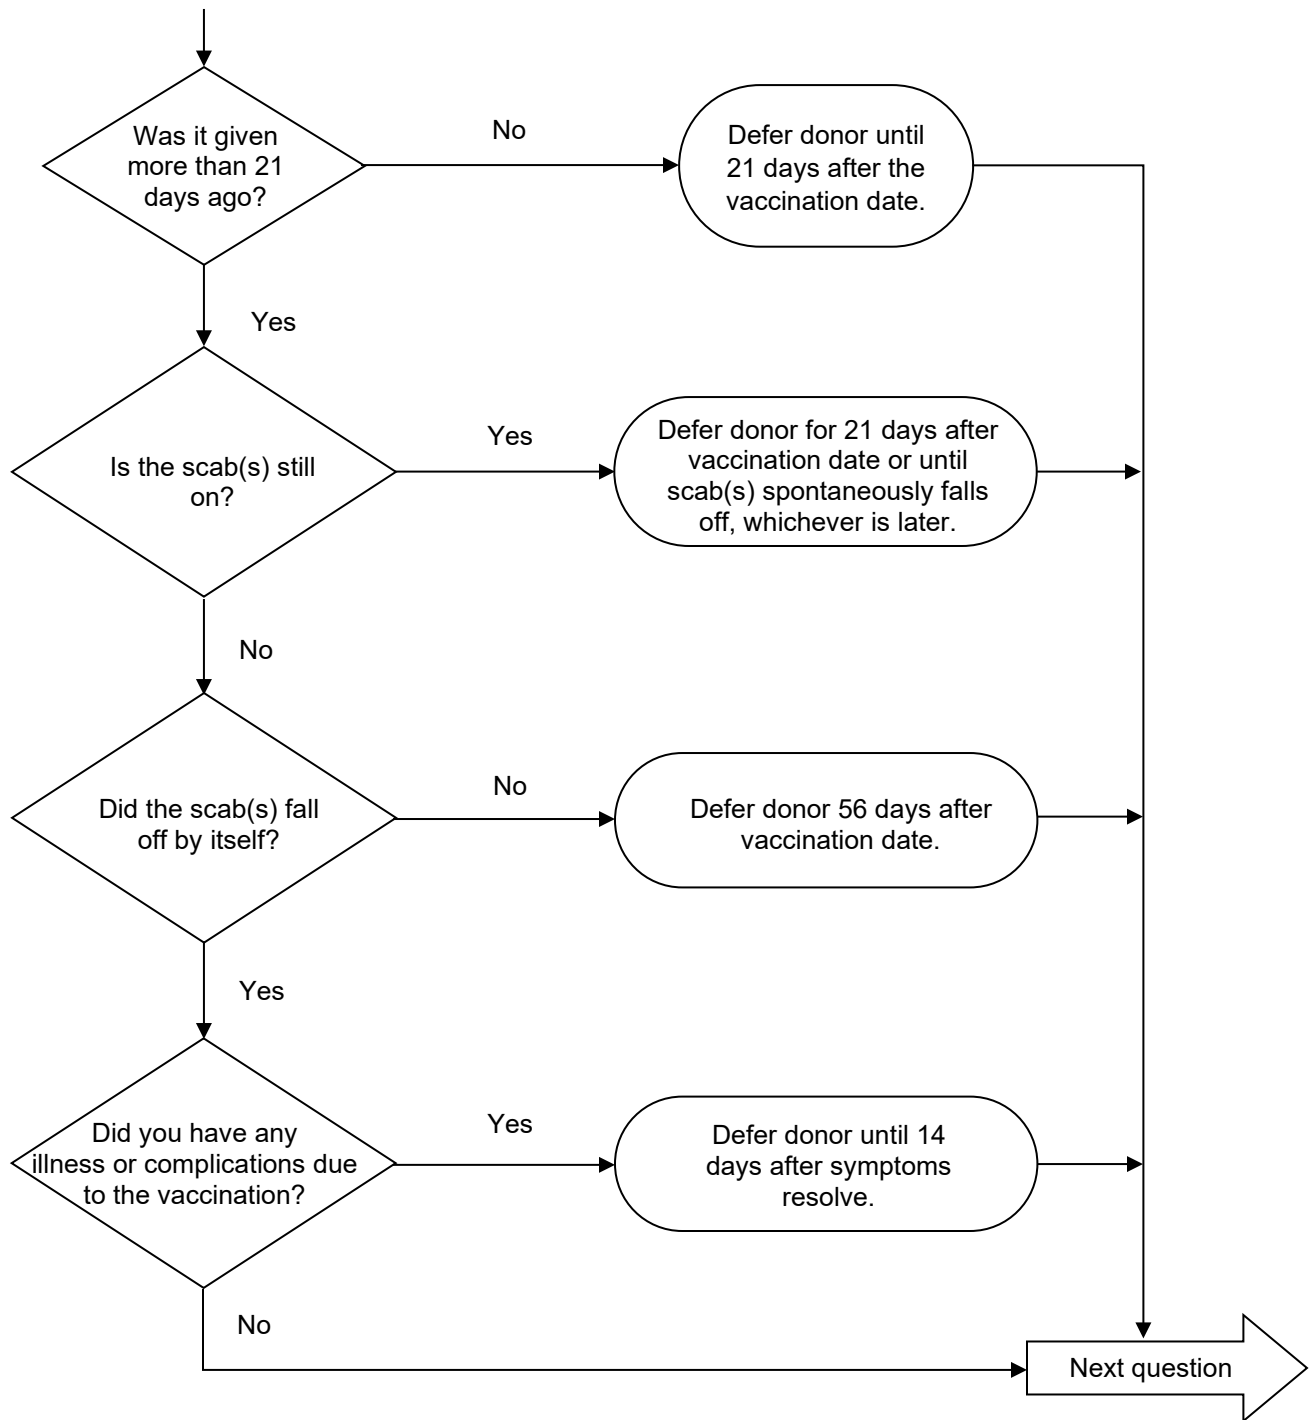 Was it given
more than 21
days ago?
No
Defer donor until
21 days after the
vaccination date.
Yes
Is the scab(s) still
on?
Yes
Defer donor for 21 days after
vaccination date or until
scab(s) spontaneously falls
off, whichever is later.
No
Did the scab(s) fall
off by itself?
No
Defer donor 56 days after
vaccination date.
Yes
Did you have any
illness or complications due
to the vaccination?
Yes
Defer donor until 14
days after symptoms
resolve.
No
Next question